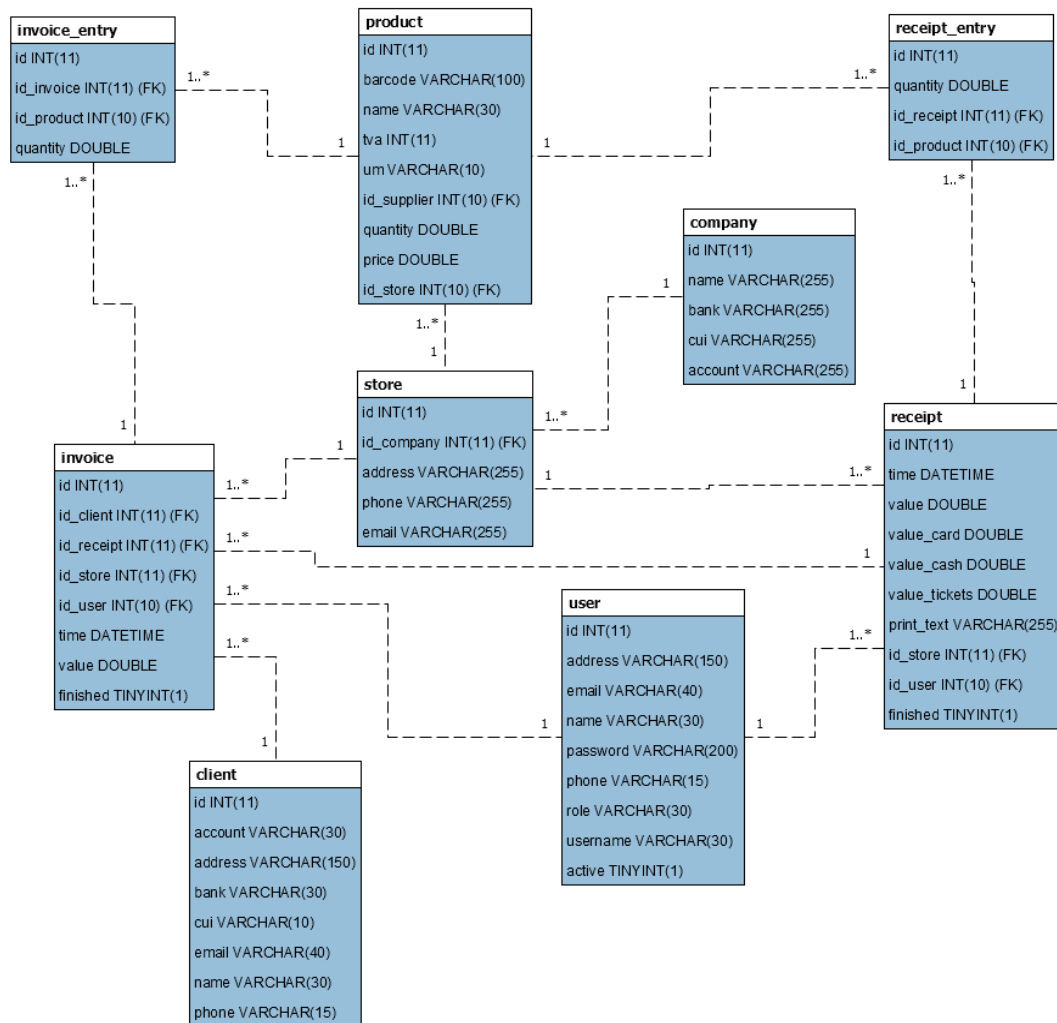 invoice_entry
id INT(11)
id_invoice INT(11) (FK)
id_product INT(10) (FK)
quantity DOUBLE
product
id INT(11)
barcode VARCHAR(100)
name VARCHAR(30)
tva INT(11)
um VARCHAR(10)
id_supplier INT(10) (FK)
quantity DOUBLE
price DOUBLE
id_store INT(10) (FK)
receipt_entry
id INT(11)
quantity DOUBLE
id_receipt INT(11) (FK)
id_product INT(10) (FK)
1..*
1
1
1..*
1..*
1
1..*
1
1..*
1
company
id INT(11)
name VARCHAR(255)
bank VARCHAR(255)
cui VARCHAR(255)
account VARCHAR(255)
1
1..*
store
id INT(11)
id_company INT(11) (FK)
address VARCHAR(255)
phone VARCHAR(255)
email VARCHAR(255)
1
1..*
1
1..*
invoice
id INT(11)
id_client INT(11) (FK)
id_receipt INT(11) (FK)
id_store INT(11) (FK)
id_user INT(10) (FK)
time DATETIME
value DOUBLE
finished TINYINT(1)
1..*
1
1..*
1
1..*
1
receipt
id INT(11)
time DATETIME
value DOUBLE
value_card DOUBLE
value_cash DOUBLE
value_tickets DOUBLE
print_text VARCHAR(255)
id_store INT(11) (FK)
id_user INT(10) (FK)
finished TINYINT(1)
1..*
1
user
id INT(11)
address VARCHAR(150)
email VARCHAR(40)
name VARCHAR(30)
password VARCHAR(200)
phone VARCHAR(15)
role VARCHAR(30)
username VARCHAR(30)
active TINYINT(1)
client
id INT(11)
account VARCHAR(30)
address VARCHAR(150)
bank VARCHAR(30)
cui VARCHAR(10)
email VARCHAR(40)
name VARCHAR(30)
phone VARCHAR(15)